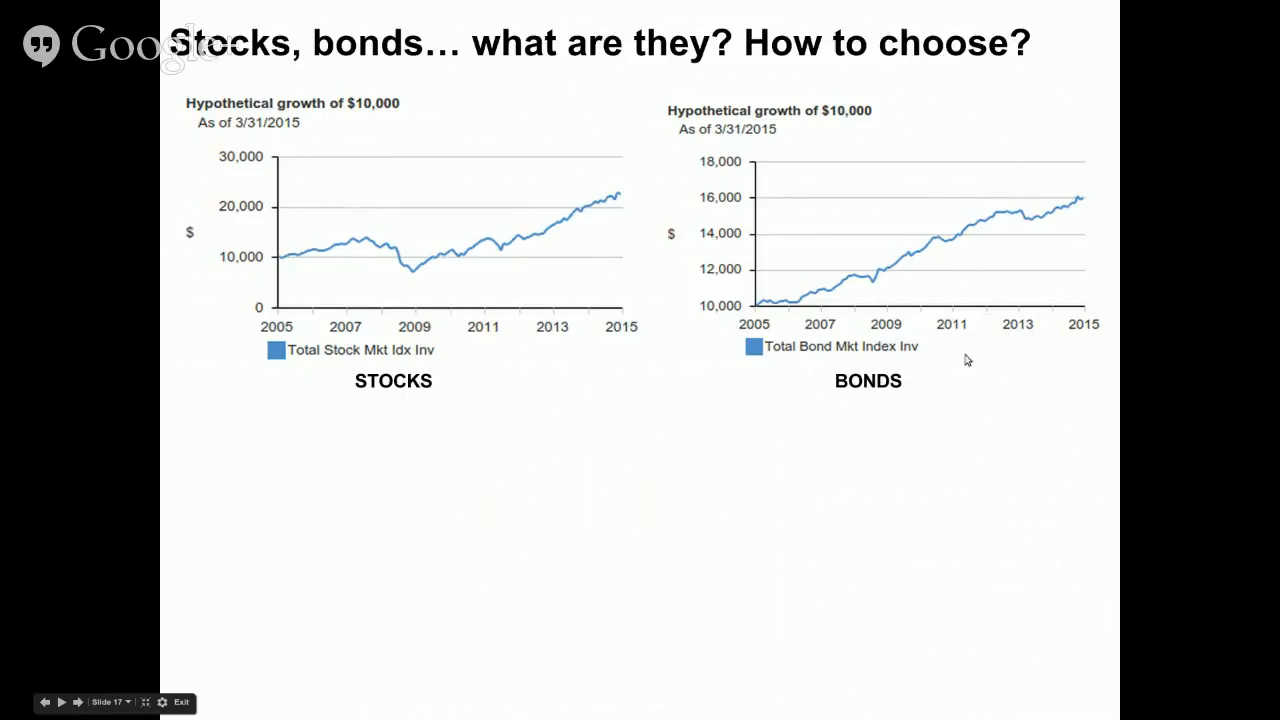 Google+
Stocks, bonds… what are they? How to choose?
Hypothetical growth of $10,000
As of 3/31/2015
30,000
20,000
$
10,000
0
2005 2007 2009 2011 2013 2015
Total Stock Mkt Idx Inv
STOCKS
Hypothetical growth of $10,000
As of 3/31/2015
18,000
16,000
$
14,000
12,000
10,000
2005 2007 2009 2011 2013 2015
Total Bond Mkt Index Inv
BONDS
Slide 17 Exit